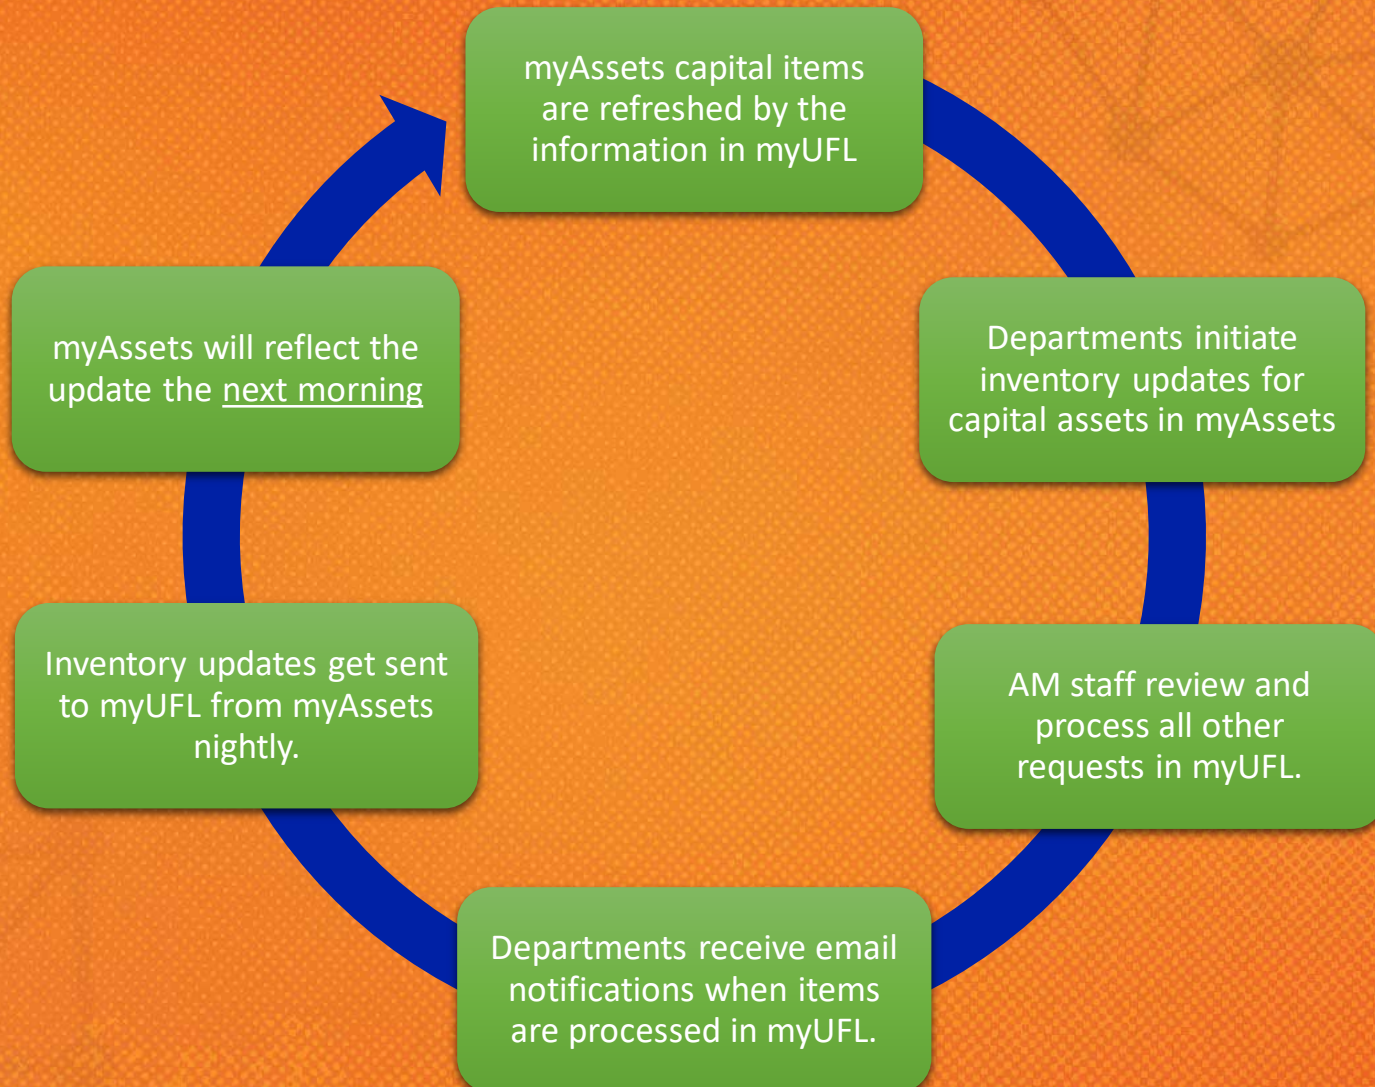 myAssets capital items
are refreshed by the
information in myUFL
Departments initiate
inventory updates for
capital assets in myAssets
AM staff review and
process all other
requests in myUFL.
Departments receive email
notifications when items
are processed in myUFL.
Inventory updates get sent
to myUFL from myAssets
nightly.
myAssets will reflect the
update the next morning